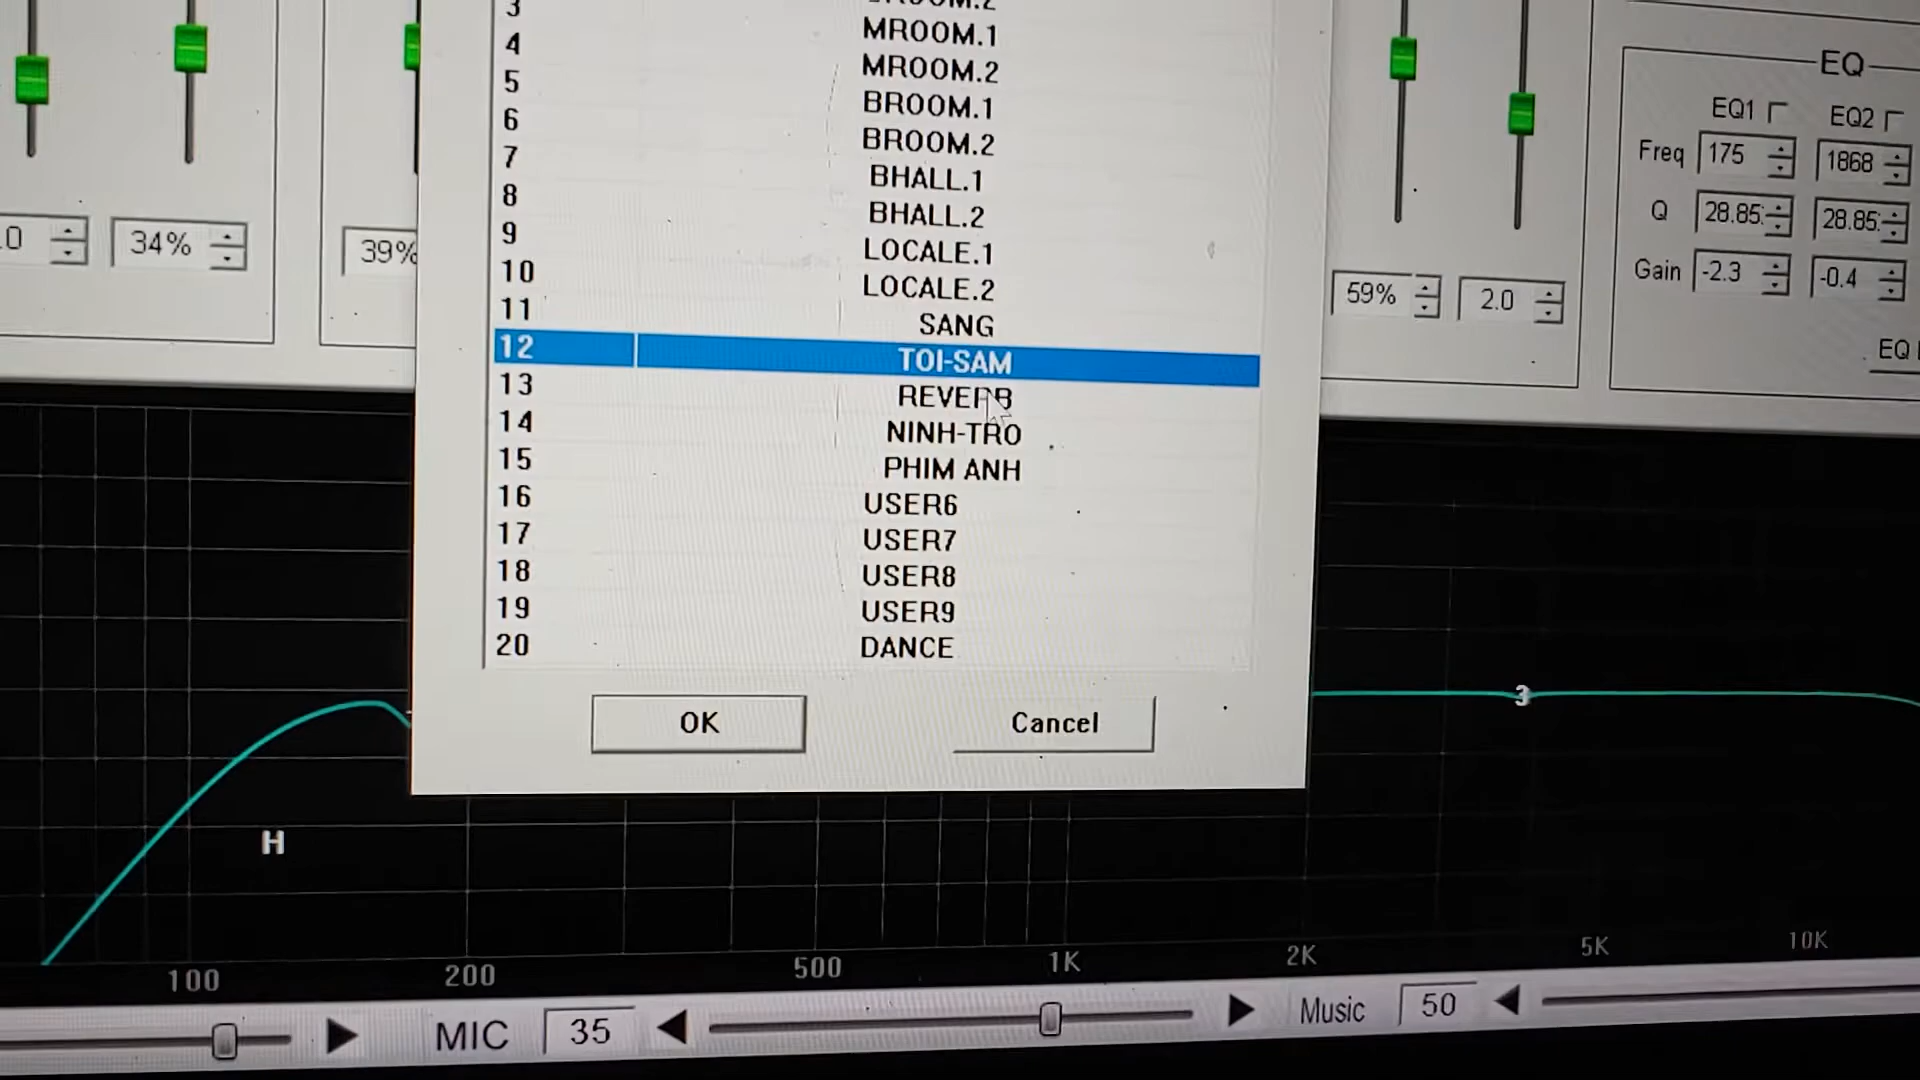 3
4 MROOM.1
5 MROOM.2
6 BROOM.1
7 BROOM.2
8 BHALL.1
9 BHALL.2
10 LOCALE.1
11 LOCALE.2
SANG
12 TOI-SAM
13 REVERB
14 NINH-TRO
15 PHIM ANH
16 USER6
17 USER7
18 USER8
19 USER9
20 DANCE
OK Cancel
.0 34% 39%
59% 2.0
EQ
EQ1 EQ2
Freq 175 1868
Q 28.85 28.85
Gain -2.3 -0.4
EQ
H
3
100 200 500 1K 2K 5K 10K
MIC 35 Music 50